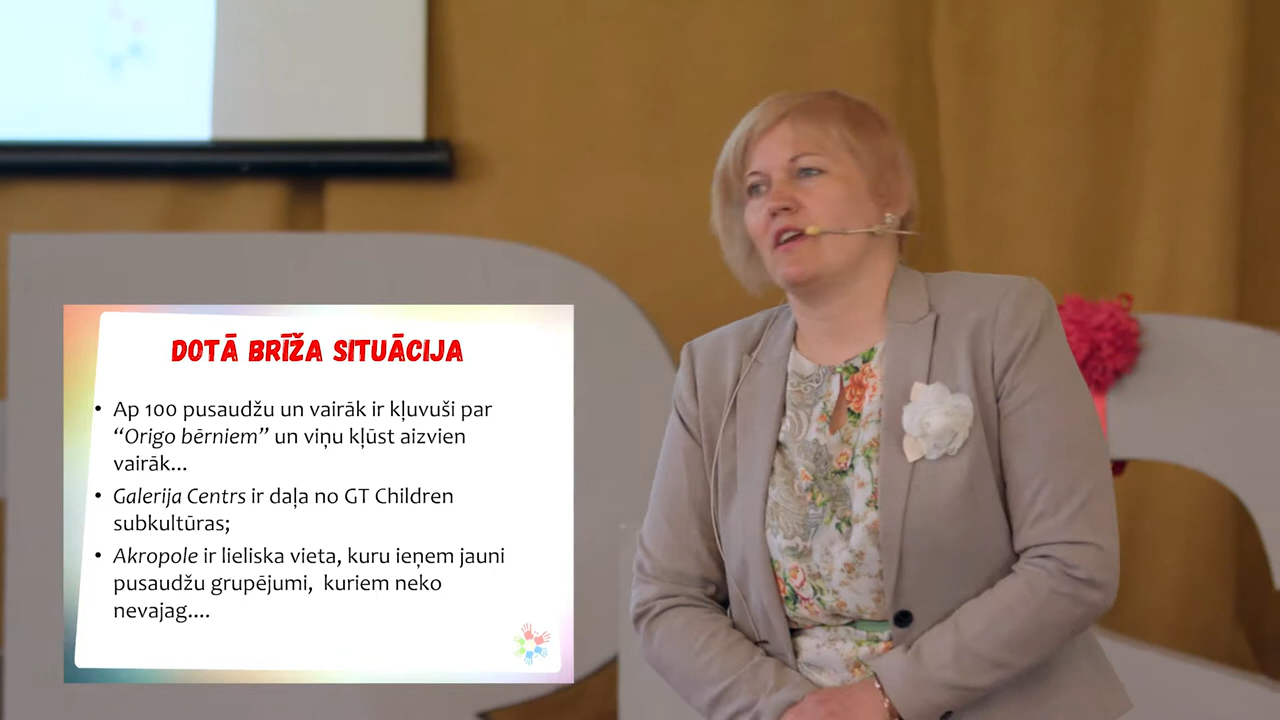 DOTĀ BRĪŽA SITUĀCIJA
• Ap 100 pusaudžu un vairāk ir kļuvuši par
“Origo bērniem” un viņu kļūst aizvien
vairāk...
• Galerija Centrs ir daļa no GT Children
subkultūras;
• Akropole ir lieliska vieta, kuru ieņem jauni
pusaudžu grupējumi,  kuriem neko
nevajag....